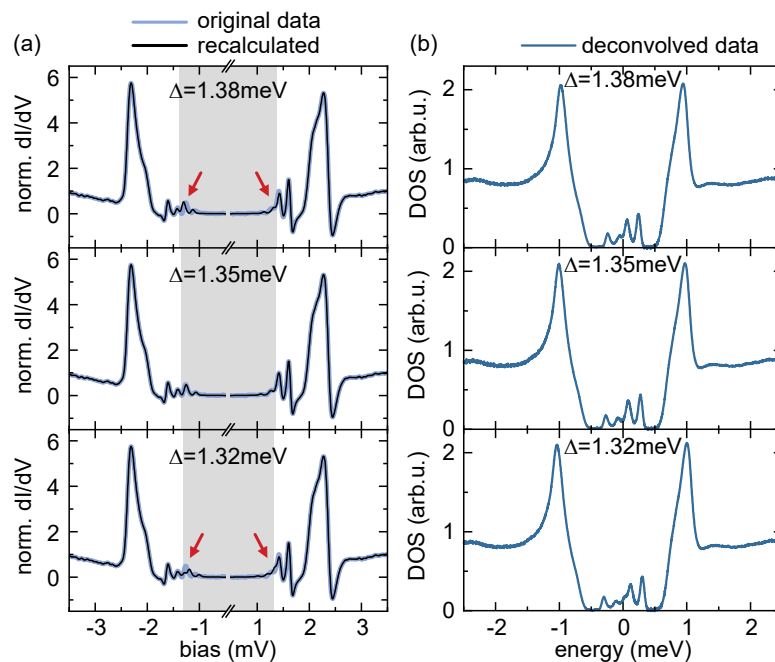 original data
(a) recalculated
(b) deconvolved data
norm. dI/dV
6
4
2
0
Δ=1.38meV
DOS (arb.u.)
2
1
0
Δ=1.38meV
norm. dI/dV
6
4
2
0
Δ=1.35meV
DOS (arb.u.)
2
1
0
Δ=1.35meV
norm. dI/dV
6
4
2
0
Δ=1.32meV
DOS (arb.u.)
2
1
0
Δ=1.32meV
-3 -2 -1 1 2 3
bias (mV)
-2 -1 0 1 2
energy (meV)